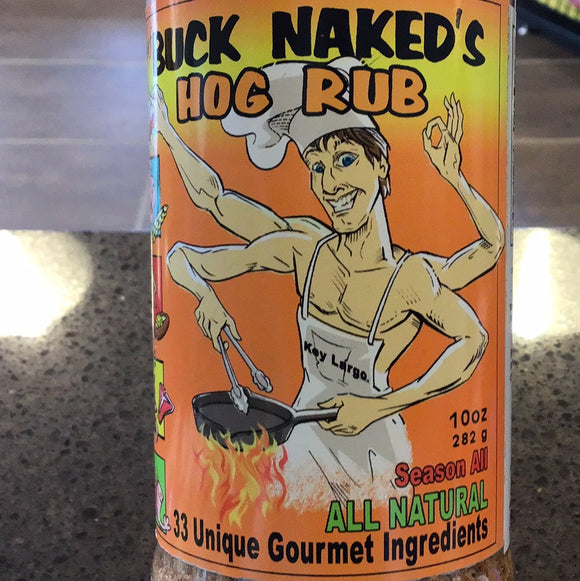 BUCK NAKED'S
HOG RUB
Key Largo
10oz
282 g
Season All
ALL NATURAL
33 Unique Gourmet Ingredients